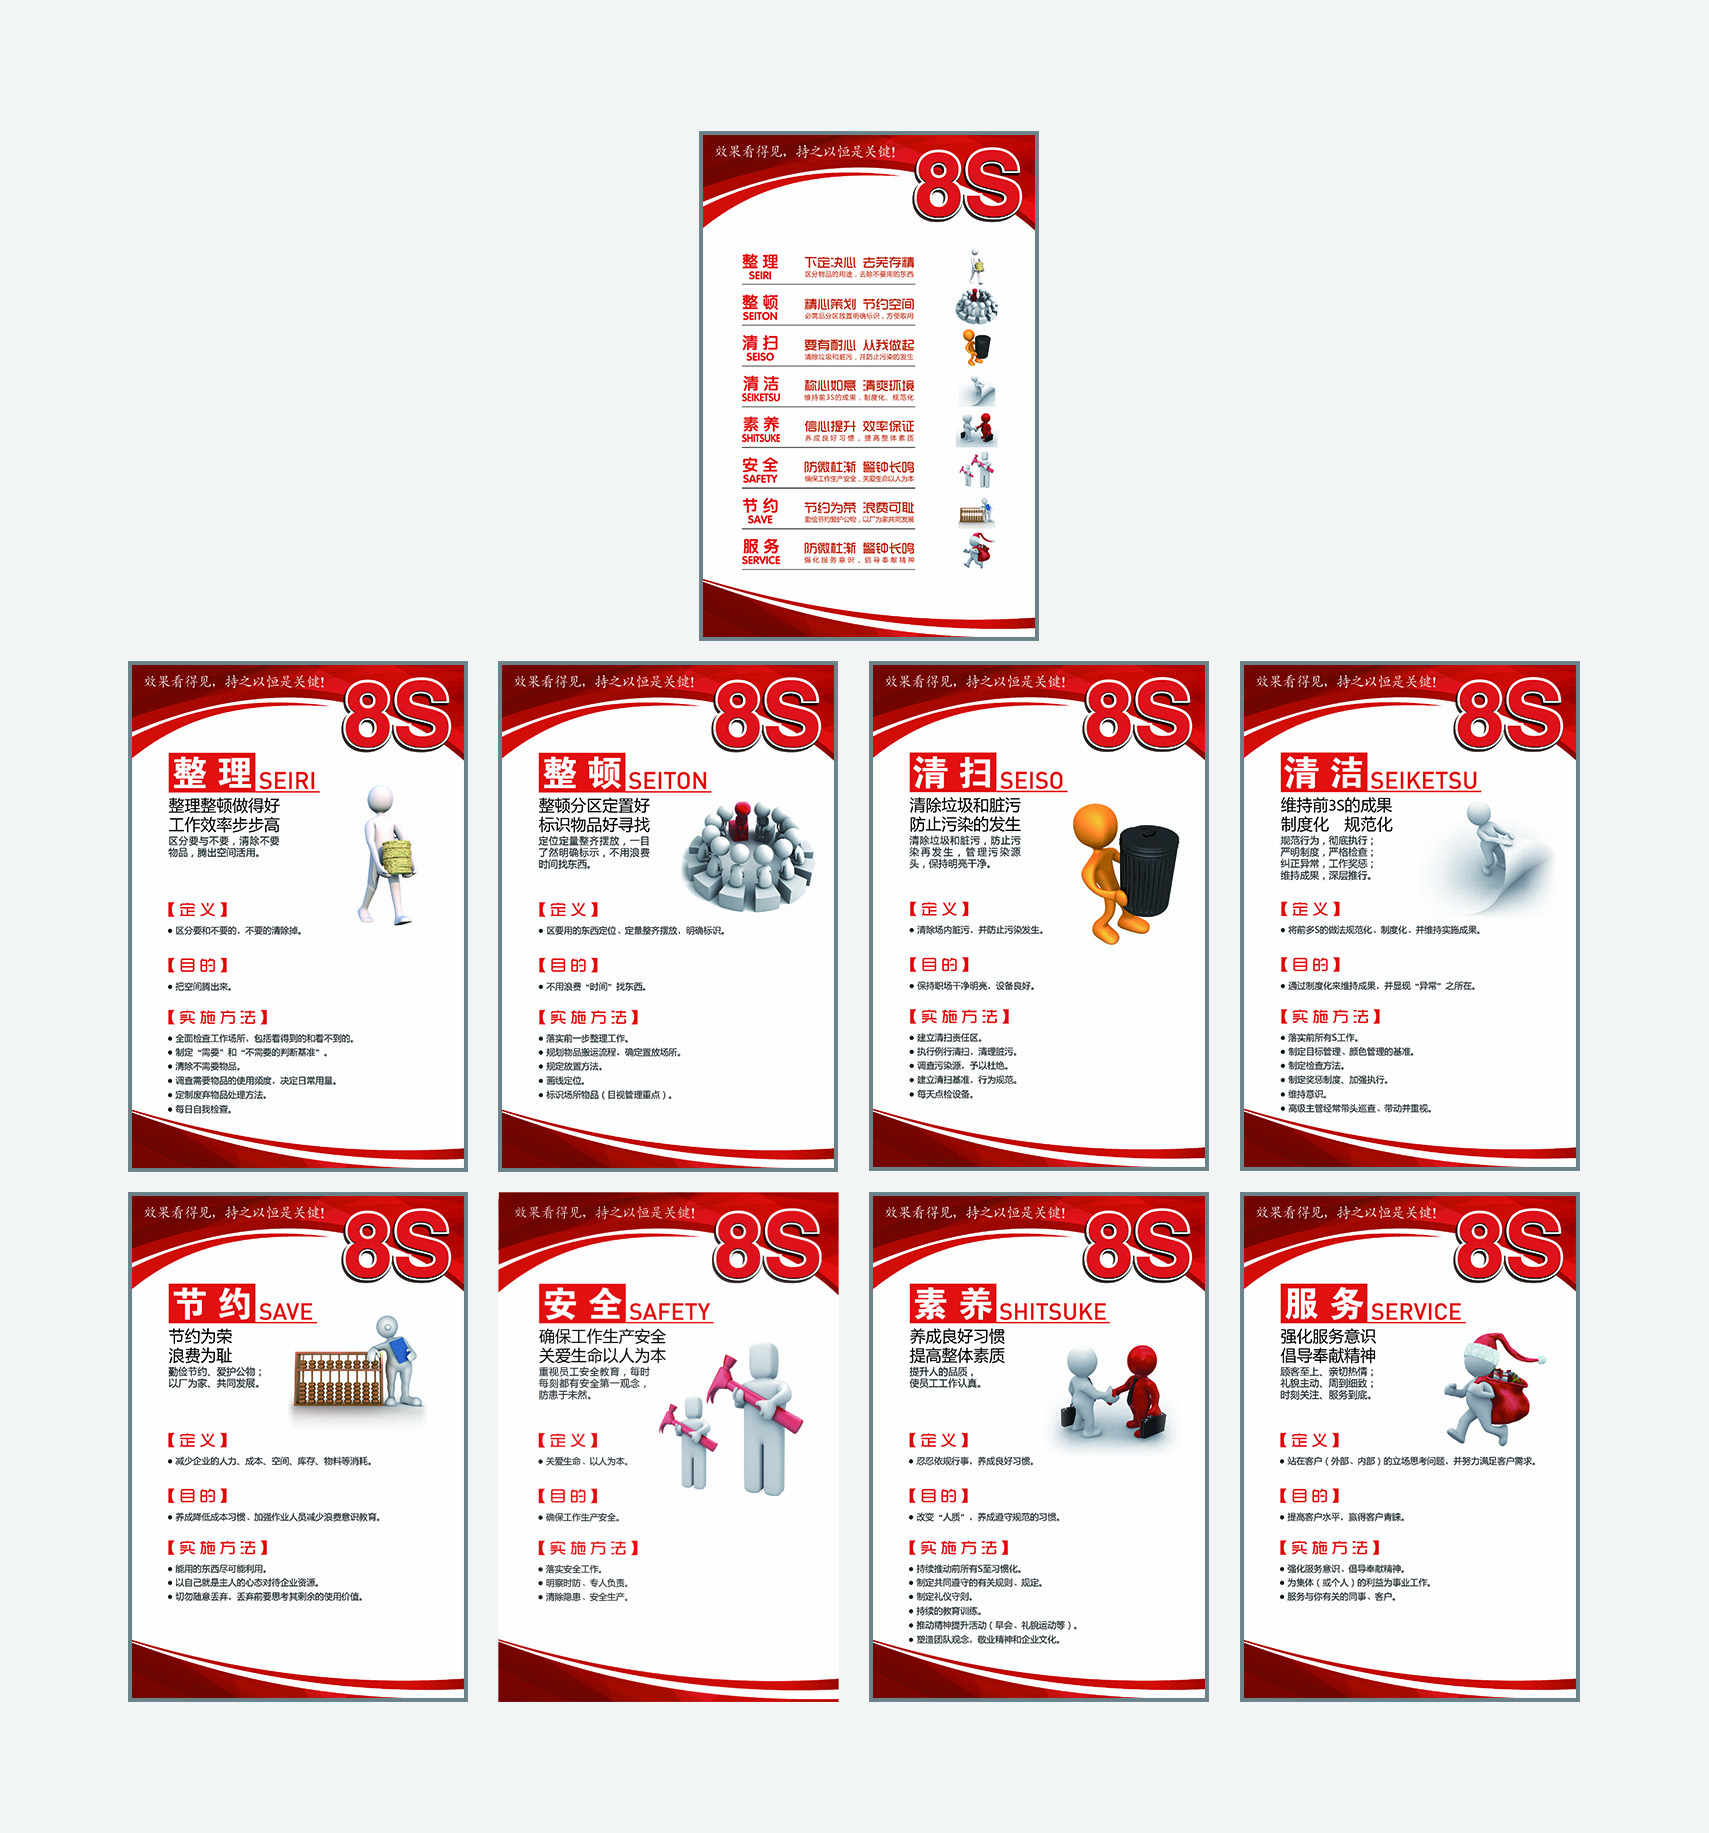 效果看得见，持之以恒是关键!
8S
整理 下定决心 去芜存精
SEIRI 区分物品的用途，去除不要用的东西
整顿 精心策划 节约空间
SEITON 必需品分区放置明确标识，方便取用
清扫 要有耐心 从我做起
SEISO 清除垃圾和脏污，并防止污染的发生
清洁 称心如意 清爽环境
SEIKETSU 维持前3S的成果，制度化、规范化
素养 信心提升 效率保证
SHITSUKE 养成良好习惯，提高整体素质
安全 防微杜渐 警钟长鸣
SAFETY 确保工作生产安全，关爱生命以人为本
节约 节约为荣 浪费可耻
SAVE 勤俭节约爱护公物，以厂为家共同发展
服务 防微杜渐 警钟长鸣
SERVICE 强化服务意识，倡导奉献精神
效果看得见，持之以恒是关键!
8S
整理 SEIRI
整理整顿做得好
工作效率步步高
区分要与不要，清除不要
物品，腾出空间活用。
【定义】
● 区分要和不要的、不要的清除掉。
【目的】
● 把空间腾出来。
【实施方法】
● 全面检查工作场所，包括看得到的和看不到的。
● 制定“需要”和“不需要的判断基准”。
● 清除不需要物品。
● 调查需要物品的使用频度，决定日常用量。
● 定制废弃物品处理方法。
● 每日自我检查。
效果看得见，持之以恒是关键!
8S
整顿 SEITON
整顿分区定置好
标识物品好寻找
定位定量整齐摆放，一目
了然明确标示，不用浪费
时间找东西。
【定义】
● 区要用的东西定位、定量整齐摆放，明确标识。
【目的】
● 不用浪费“时间”找东西。
【实施方法】
● 落实前一步整理工作。
● 规划物品搬运流程，确定置放场所。
● 规定放置方法。
● 画线定位。
● 标识场所物品（目视管理重点）。
效果看得见，持之以恒是关键!
8S
清扫 SEISO
清除垃圾和脏污
防止污染的发生
清除垃圾和脏污，防止污
染再发生，管理污染源
头，保持明亮干净。
【定义】
● 清除场内脏污，并防止污染发生。
【目的】
● 保持职场干净明亮，设备良好。
【实施方法】
● 建立清扫责任区。
● 执行例行清扫，清理脏污。
● 调查污染源，予以杜绝。
● 建立清扫基准，行为规范。
● 每天点检设备。
效果看得见，持之以恒是关键!
8S
清洁 SEIKETSU
维持前3S的成果
制度化 规范化
规范行为，彻底执行；
严明制度，严格检查；
纠正异常，工作奖惩；
维持成果，深层推行。
【定义】
● 将前多S的做法规范化、制度化、并维持实施成果。
【目的】
● 通过制度化来维持成果，并显现“异常”之所在。
【实施方法】
● 落实前所有S工作。
● 制定目标管理、颜色管理的基准。
● 制定检查方法。
● 制定奖惩制度、加强执行。
● 维持意识。
● 高级主管经常带头巡查、带动并重视。
效果看得见，持之以恒是关键!
8S
节约 SAVE
节约为荣
浪费为耻
勤俭节约、爱护公物；
以厂为家、共同发展。
【定义】
● 减少企业的人力、成本、空间、库存、物料等消耗。
【目的】
● 养成降低成本习惯、加强作业人员减少浪费意识教育。
【实施方法】
● 能用的东西尽可能利用。
● 以自己就是主人的心态对待企业资源。
● 切勿随意丢弃，丢弃前要思考其剩余的使用价值。
效果看得见，持之以恒是关键!
8S
安全 SAFETY
确保工作生产安全
关爱生命以人为本
重视员工安全教育，每时
每刻都有安全第一观念，
防患于未然。
【定义】
● 关爱生命、以人为本。
【目的】
● 确保工作生产安全。
【实施方法】
● 落实安全工作。
● 明察时防、专人负责。
● 清除隐患、安全生产。
效果看得见，持之以恒是关键!
8S
素养 SHITSUKE
养成良好习惯
提高整体素质
提升人的品质，
使员工工作认真。
【定义】
● 忍忍依规行事，养成良好习惯。
【目的】
● 改变“人质”，养成遵守规范的习惯。
【实施方法】
● 持续推动前所有S至习惯化。
● 制定共同遵守的有关规则、规定。
● 制定礼仪守则。
● 持续的教育训练。
● 推动精神提升活动（早会、礼貌运动等）。
● 塑造团队观念，敬业精神和企业文化。
效果看得见，持之以恒是关键!
8S
服务 SERVICE
强化服务意识
倡导奉献精神
顾客至上、亲切热情；
礼貌主动、周到细致；
时刻关注、服务到底。
【定义】
● 站在客户（外部、内部）的立场思考问题，并努力满足客户需求。
【目的】
● 提高客户水平，赢得客户青睐。
【实施方法】
● 强化服务意识、倡导奉献精神。
● 为集体（或个人）的利益为事业工作。
● 服务与你有关的同事、客户。